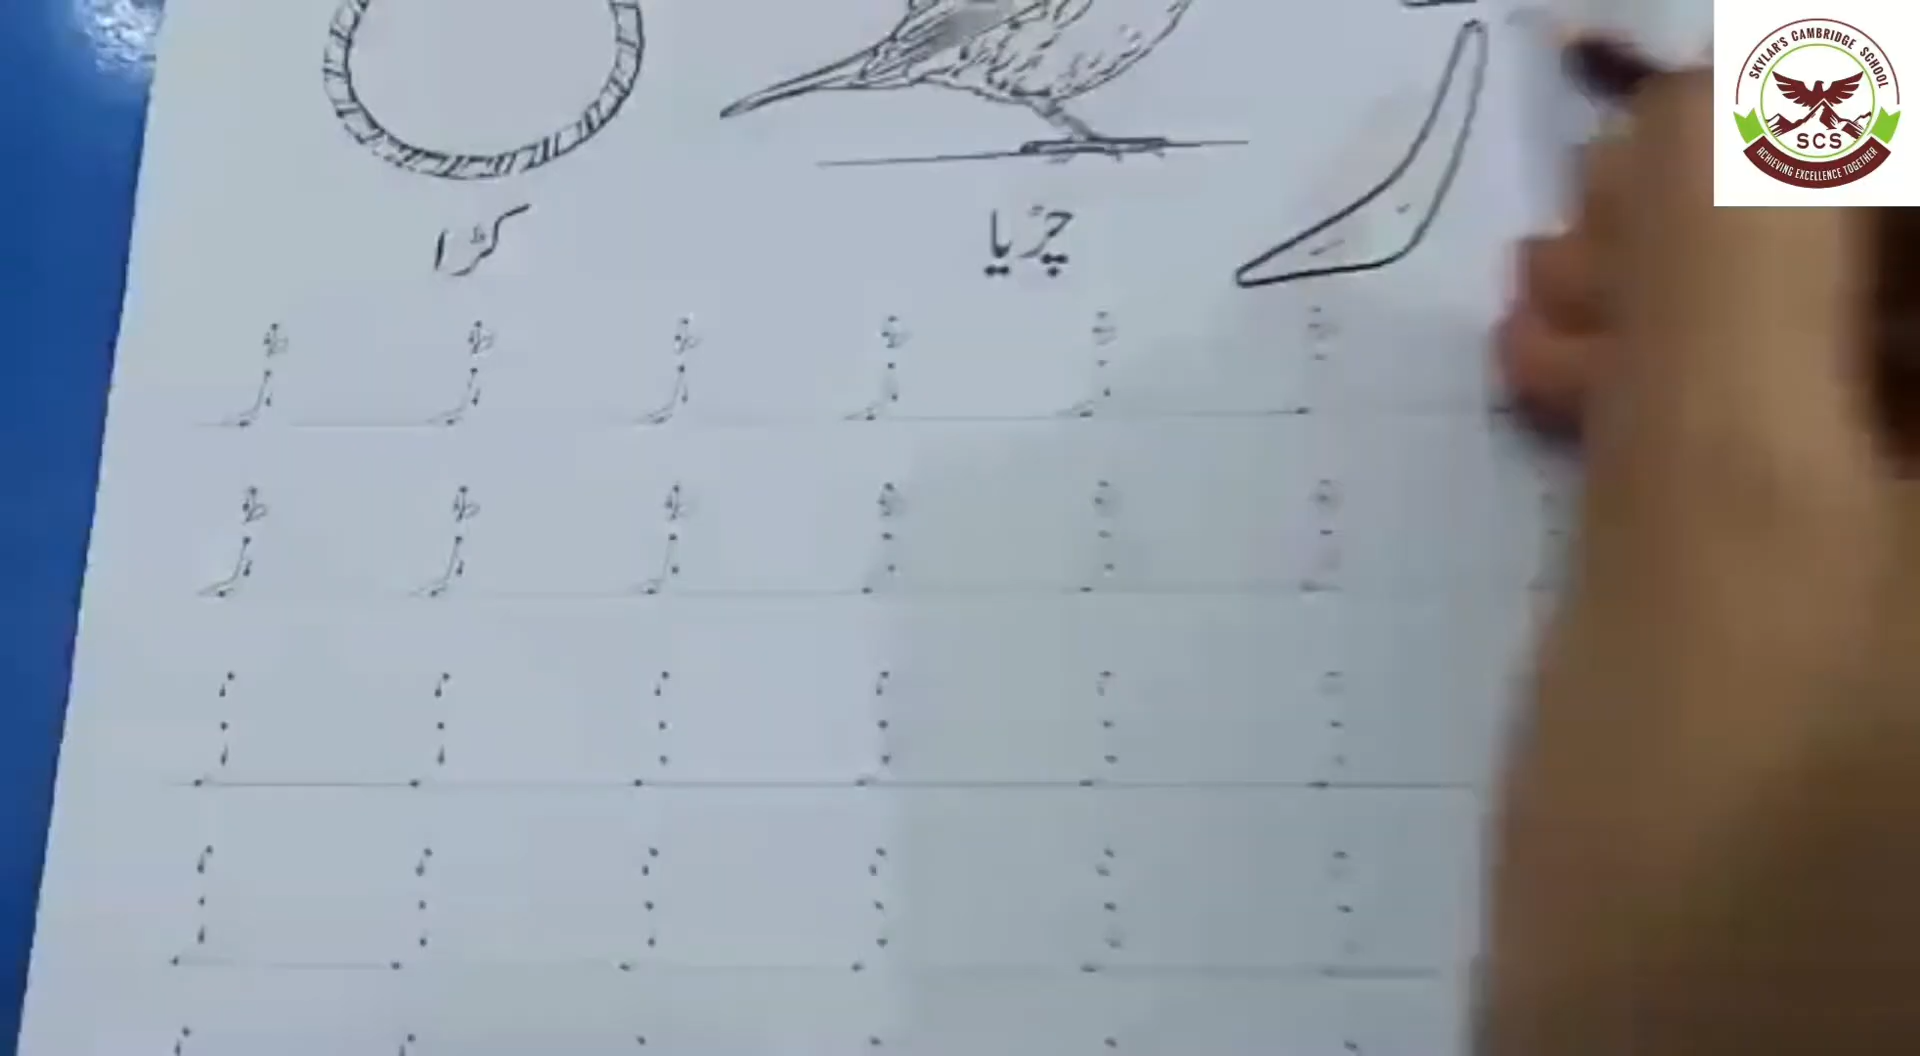 SKYLAR'S CAMBRIDGE SCHOOL
SCS
ACHIEVING EXCELLENCE TOGETHER
چڑیا
کڑا
ڑ ڑ ڑ ڑ ڑ ڑ
ڑ ڑ ڑ ڑ ڑ ڑ